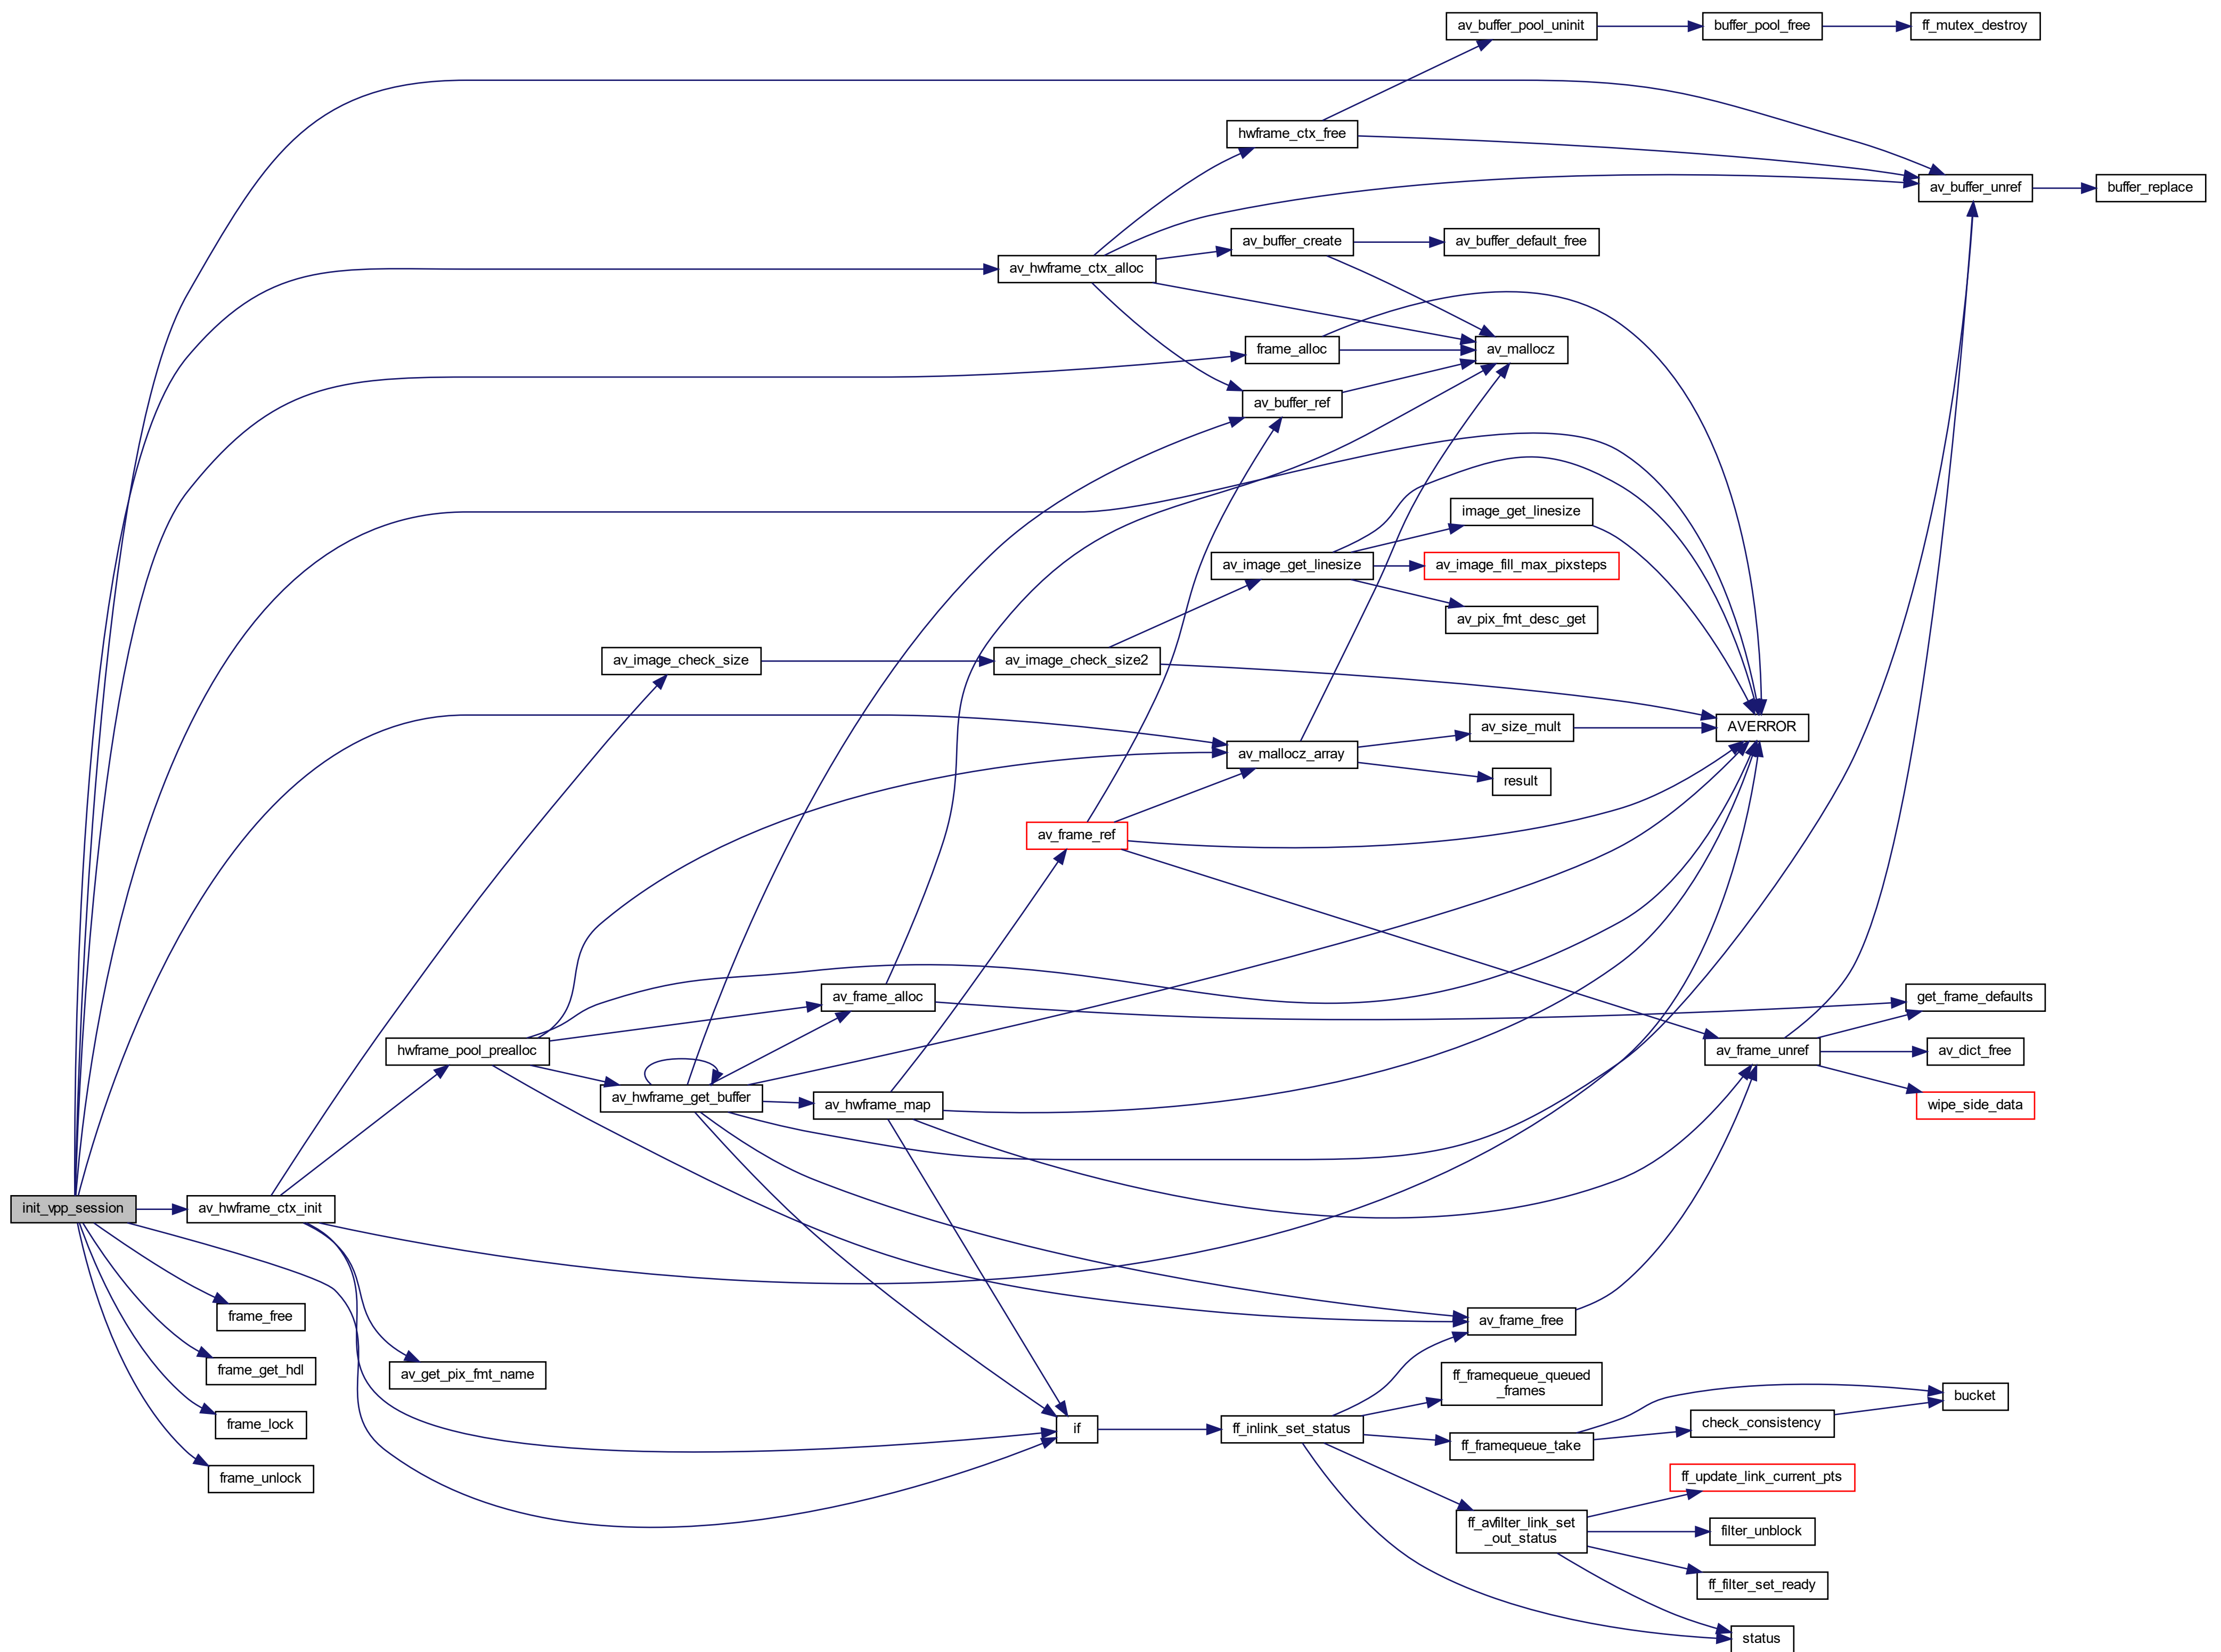 av_buffer_pool_uninit
buffer_pool_free
ff_mutex_destroy
hwframe_ctx_free
av_buffer_unref
buffer_replace
av_buffer_create
av_buffer_default_free
av_hwframe_ctx_alloc
frame_alloc
av_mallocz
av_buffer_ref
image_get_linesize
av_image_get_linesize
av_image_fill_max_pixsteps
av_pix_fmt_desc_get
av_image_check_size
av_image_check_size2
AVERROR
av_size_mult
av_mallocz_array
result
av_frame_ref
av_frame_alloc
get_frame_defaults
hwframe_pool_prealloc
av_frame_unref
av_dict_free
av_hwframe_get_buffer
av_hwframe_map
wipe_side_data
init_vpp_session
av_hwframe_ctx_init
frame_free
av_frame_free
frame_get_hdl
av_get_pix_fmt_name
ff_framequeue_queued
_frames
bucket
frame_lock
if
ff_inlink_set_status
check_consistency
ff_framequeue_take
frame_unlock
ff_update_link_current_pts
ff_avfilter_link_set
_out_status
filter_unblock
ff_filter_set_ready
status